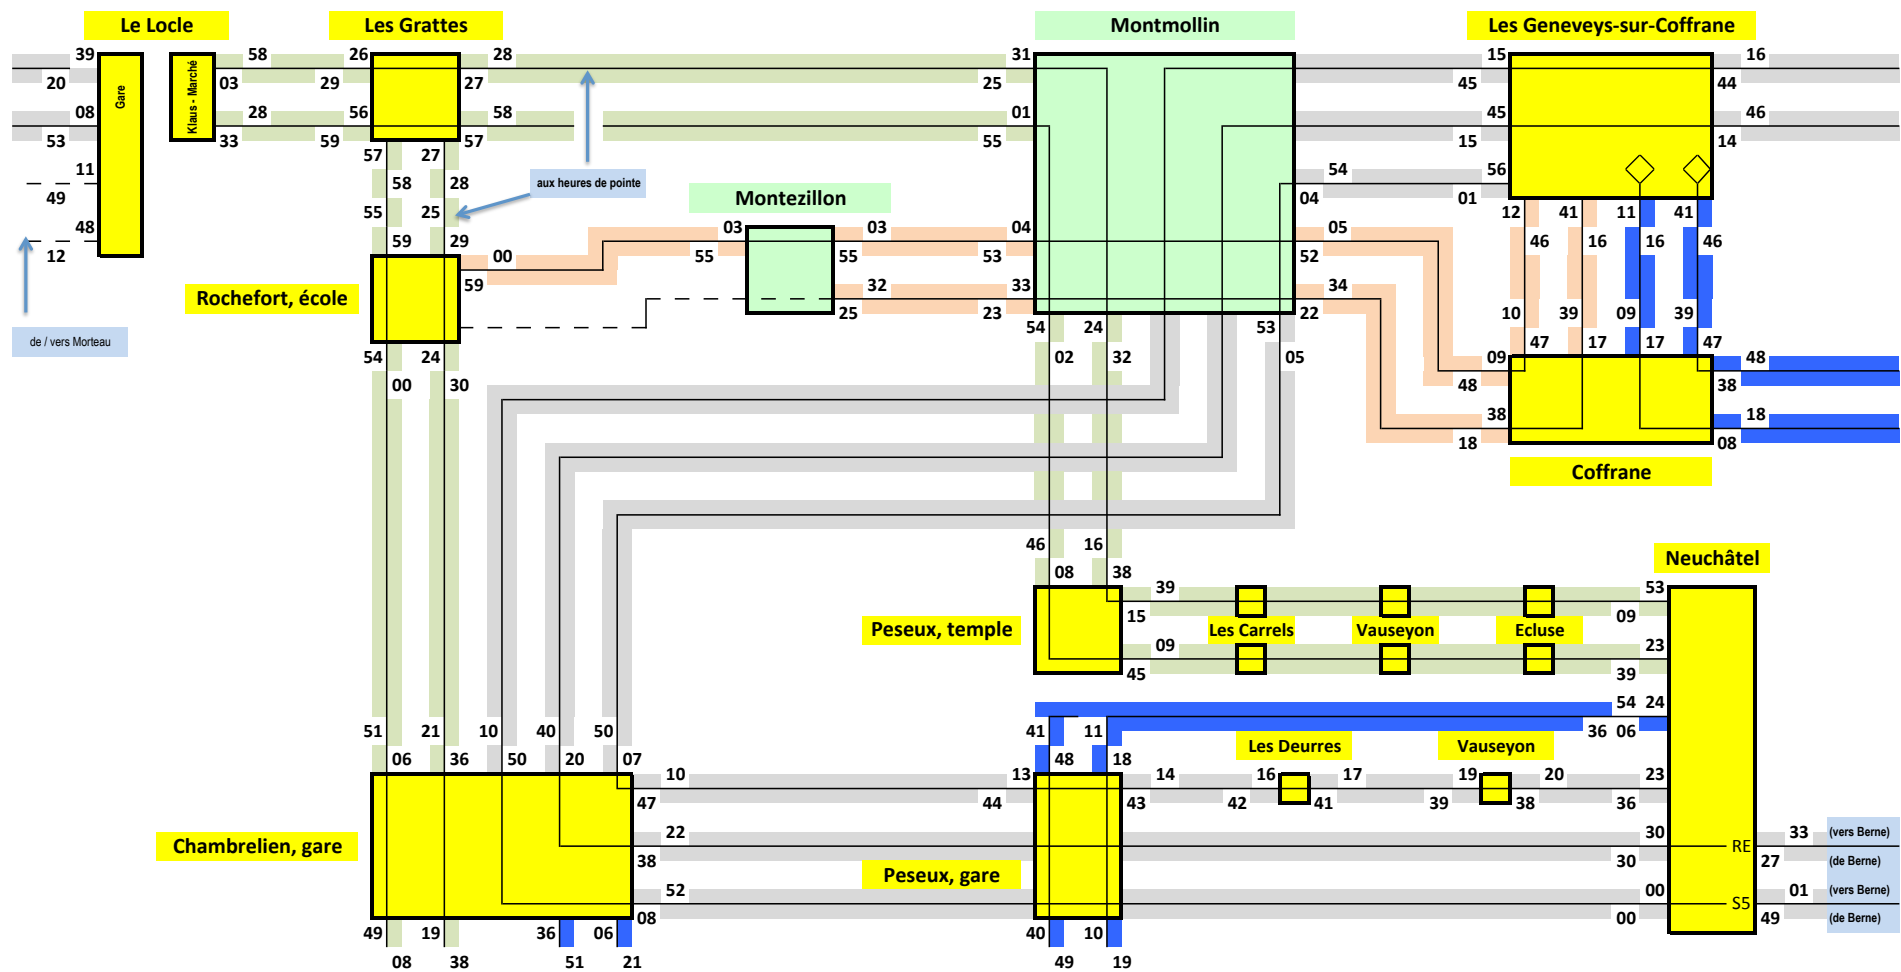 Le Locle Les Grattes Montmollin Les Geneveys-sur-Coffrane
39 58 26 28 31 15 16
20 03 29 27 25 45 44
Gare
Klaus - Marché
08 28 56 58 01 45 46
53 33 59 57 55 15 14
11 57 27 54 56
49 58 28 aux heures de pointe 04 01
Montezillon
48 55 25 03 03 04 05 12 41 11 41
12 59 29 00 55 55 53 52 46 16 16 46
59
Rochefort, école 32 33 34 10 39 09 39
25 23 22 47 17 17 47
de / vers Morteau
54 24 54 24 53 09 48
00 30 02 32 05 48 38
38 18
18 08
Coffrane
46 16 Neuchâtel
08 38 39 53
15 09
Peseux, temple Les Carrels Vauseyon Ecluse
09 23
45 39
54 24
51 21 10 40 50 41 11 36 06
06 36 50 20 07 48 18 Les Deurres Vauseyon
10 13 14 16 17 19 20 23
47 44 43 42 41 39 38 36
Chambrelien, gare 22 30 33 (vers Berne)
RE
38 30 27 (de Berne)
Peseux, gare
52 00 01 (vers Berne)
S5
08 00 49 (de Berne)
49 19 36 06 40 10
08 38 51 21 49 19